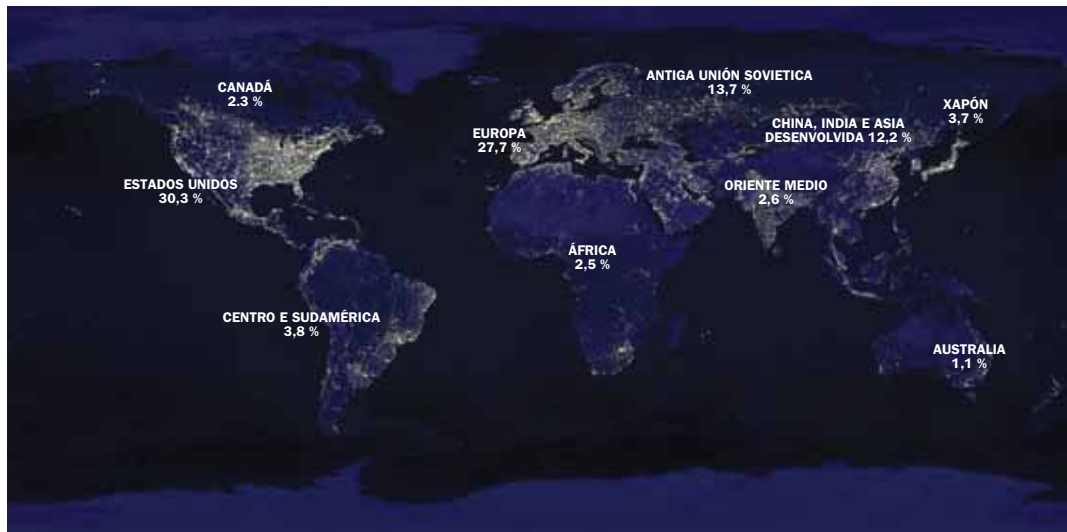 CANADÁ
2.3 %
ESTADOS UNIDOS
30,3 %
CENTRO E SUDAMÉRICA
3,8 %
EUROPA
27,7 %
ÁFRICA
2,5 %
ANTIGA UNIÓN SOVIETICA
13,7 %
CHINA, INDIA E ASIA
DESENVOLVIDA 12,2 %
XAPÓN
3,7 %
ORIENTE MEDIO
2,6 %
AUSTRALIA
1,1 %